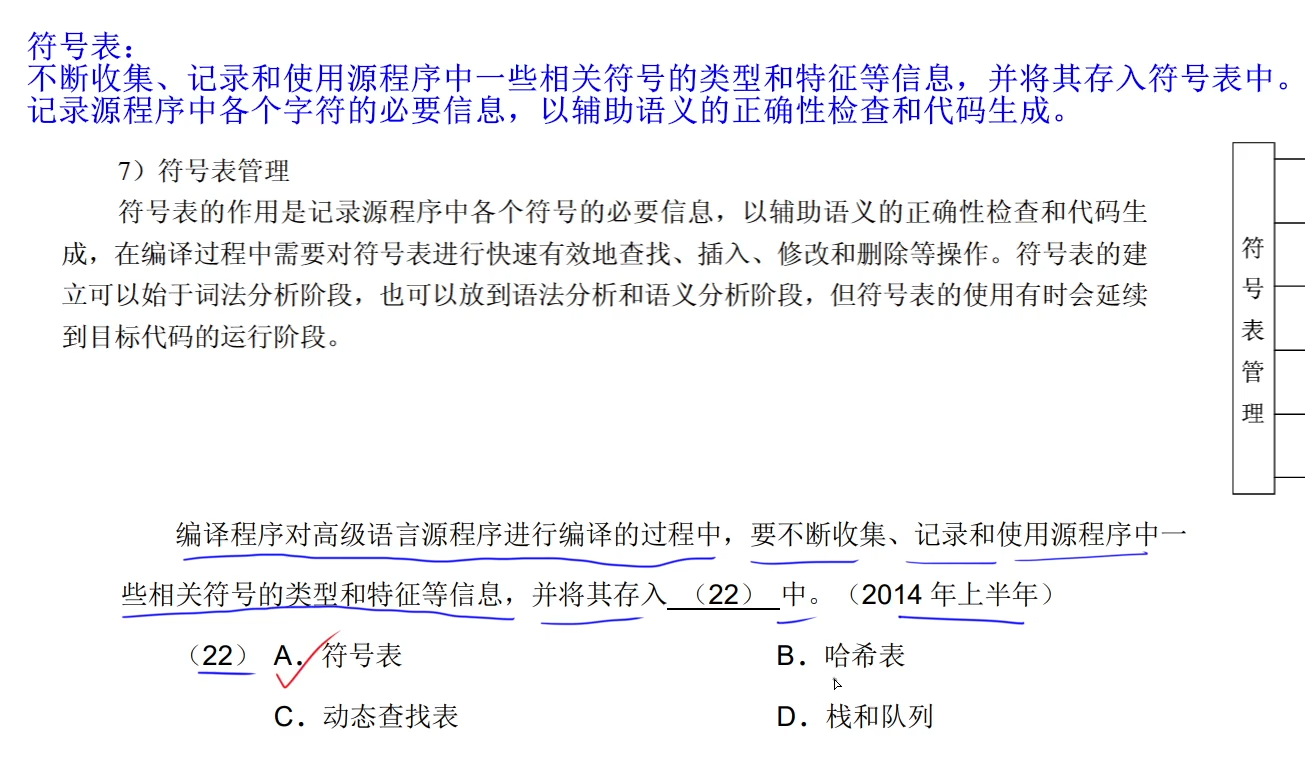 符号表：
不断收集、记录和使用源程序中一些相关符号的类型和特征等信息，并将其存入符号表中。
记录源程序中各个字符的必要信息，以辅助语义的正确性检查和代码生成。
7）符号表管理
符号表的作用是记录源程序中各个符号的必要信息，以辅助语义的正确性检查和代码生
成，在编译过程中需要对符号表进行快速有效地查找、插入、修改和删除等操作。符号表的建
立可以始于词法分析阶段，也可以放到语法分析和语义分析阶段，但符号表的使用有时会延续
到目标代码的运行阶段。
符
号
表
管
理
编译程序对高级语言源程序进行编译的过程中，要不断收集、记录和使用源程序中一
些相关符号的类型和特征等信息，并将其存入（22）中。（2014 年上半年）
（22） A．符号表 B．哈希表
C．动态查找表 D．栈和队列